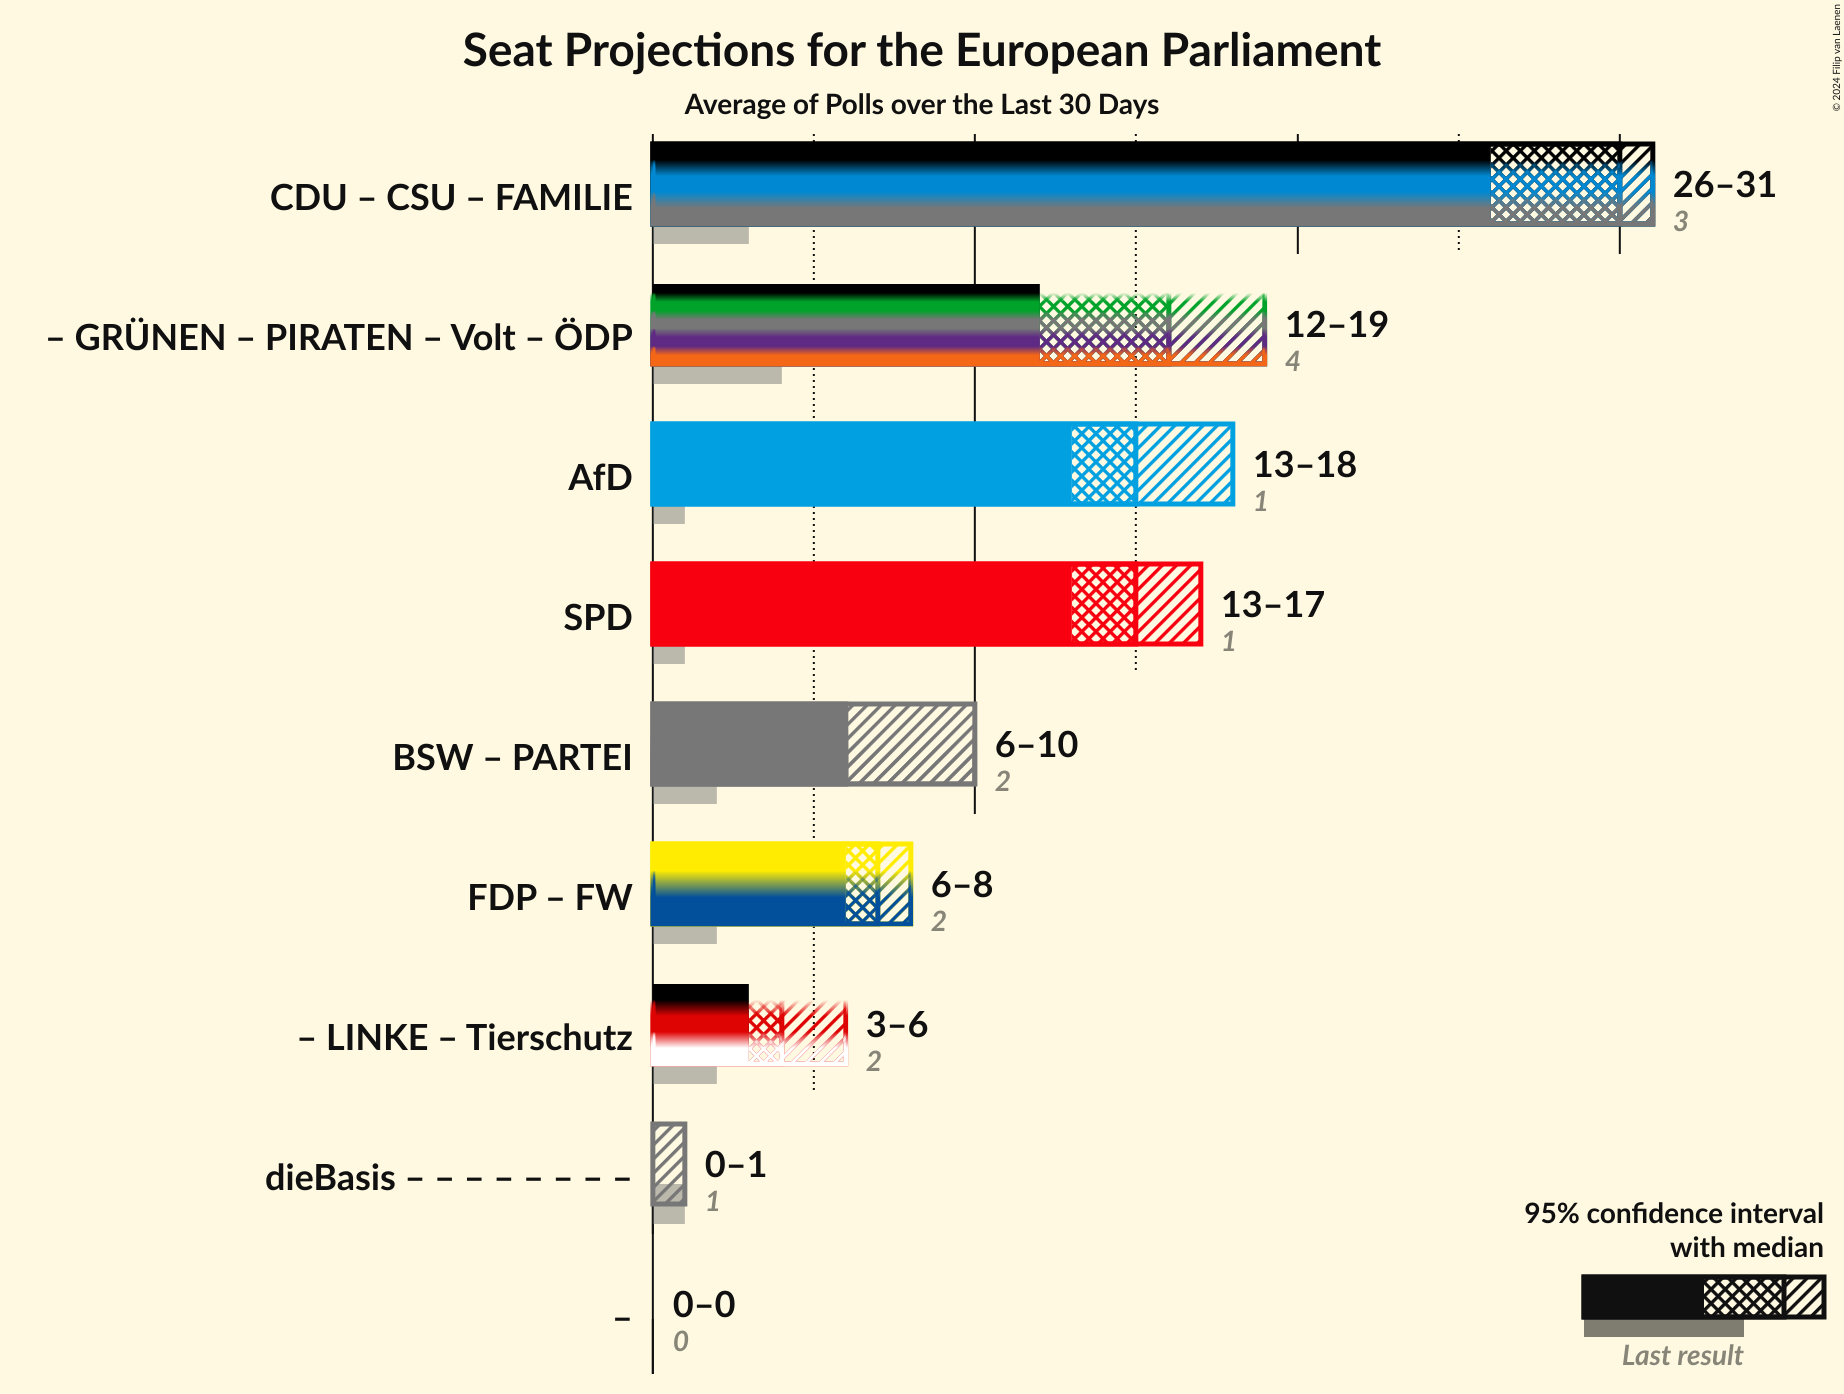 Seat Projections for the European Parliament
Average of Polls over the Last 30 Days
© 2024 Filip van Laenen
CDU – CSU – FAMILIE
26–31
3
– GRÜNEN – PIRATEN – Volt – ÖDP
12–19
4
AfD
13–18
1
SPD
13–17
1
BSW – PARTEI
6–10
2
FDP – FW
6–8
2
– LINKE – Tierschutz
3–6
2
dieBasis – – – – – – – –
0–1
1
–
0–0
0
95% confidence interval
with median
Last result